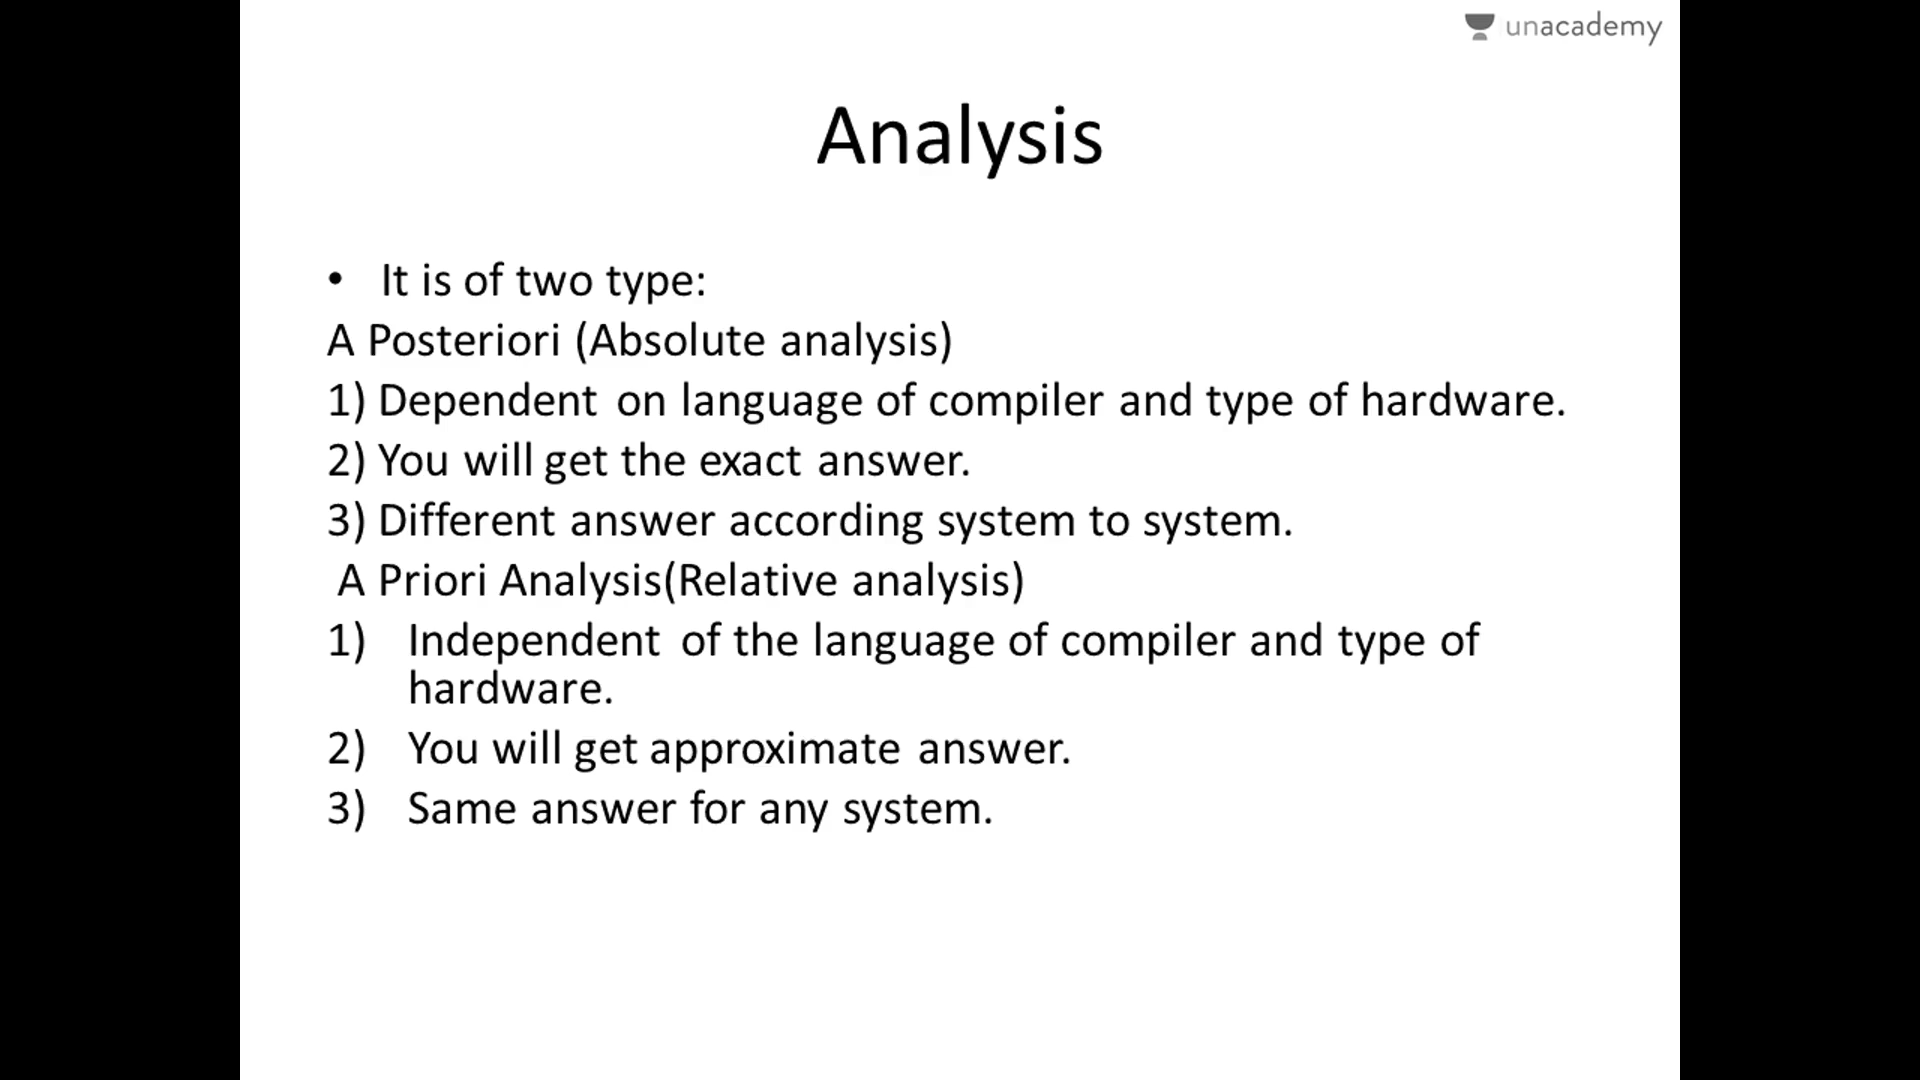 unacademy
Analysis
• It is of two type:
A Posteriori (Absolute analysis)
1) Dependent on language of compiler and type of hardware.
2) You will get the exact answer.
3) Different answer according system to system.
A Priori Analysis(Relative analysis)
1) Independent of the language of compiler and type of
hardware.
2) You will get approximate answer.
3) Same answer for any system.